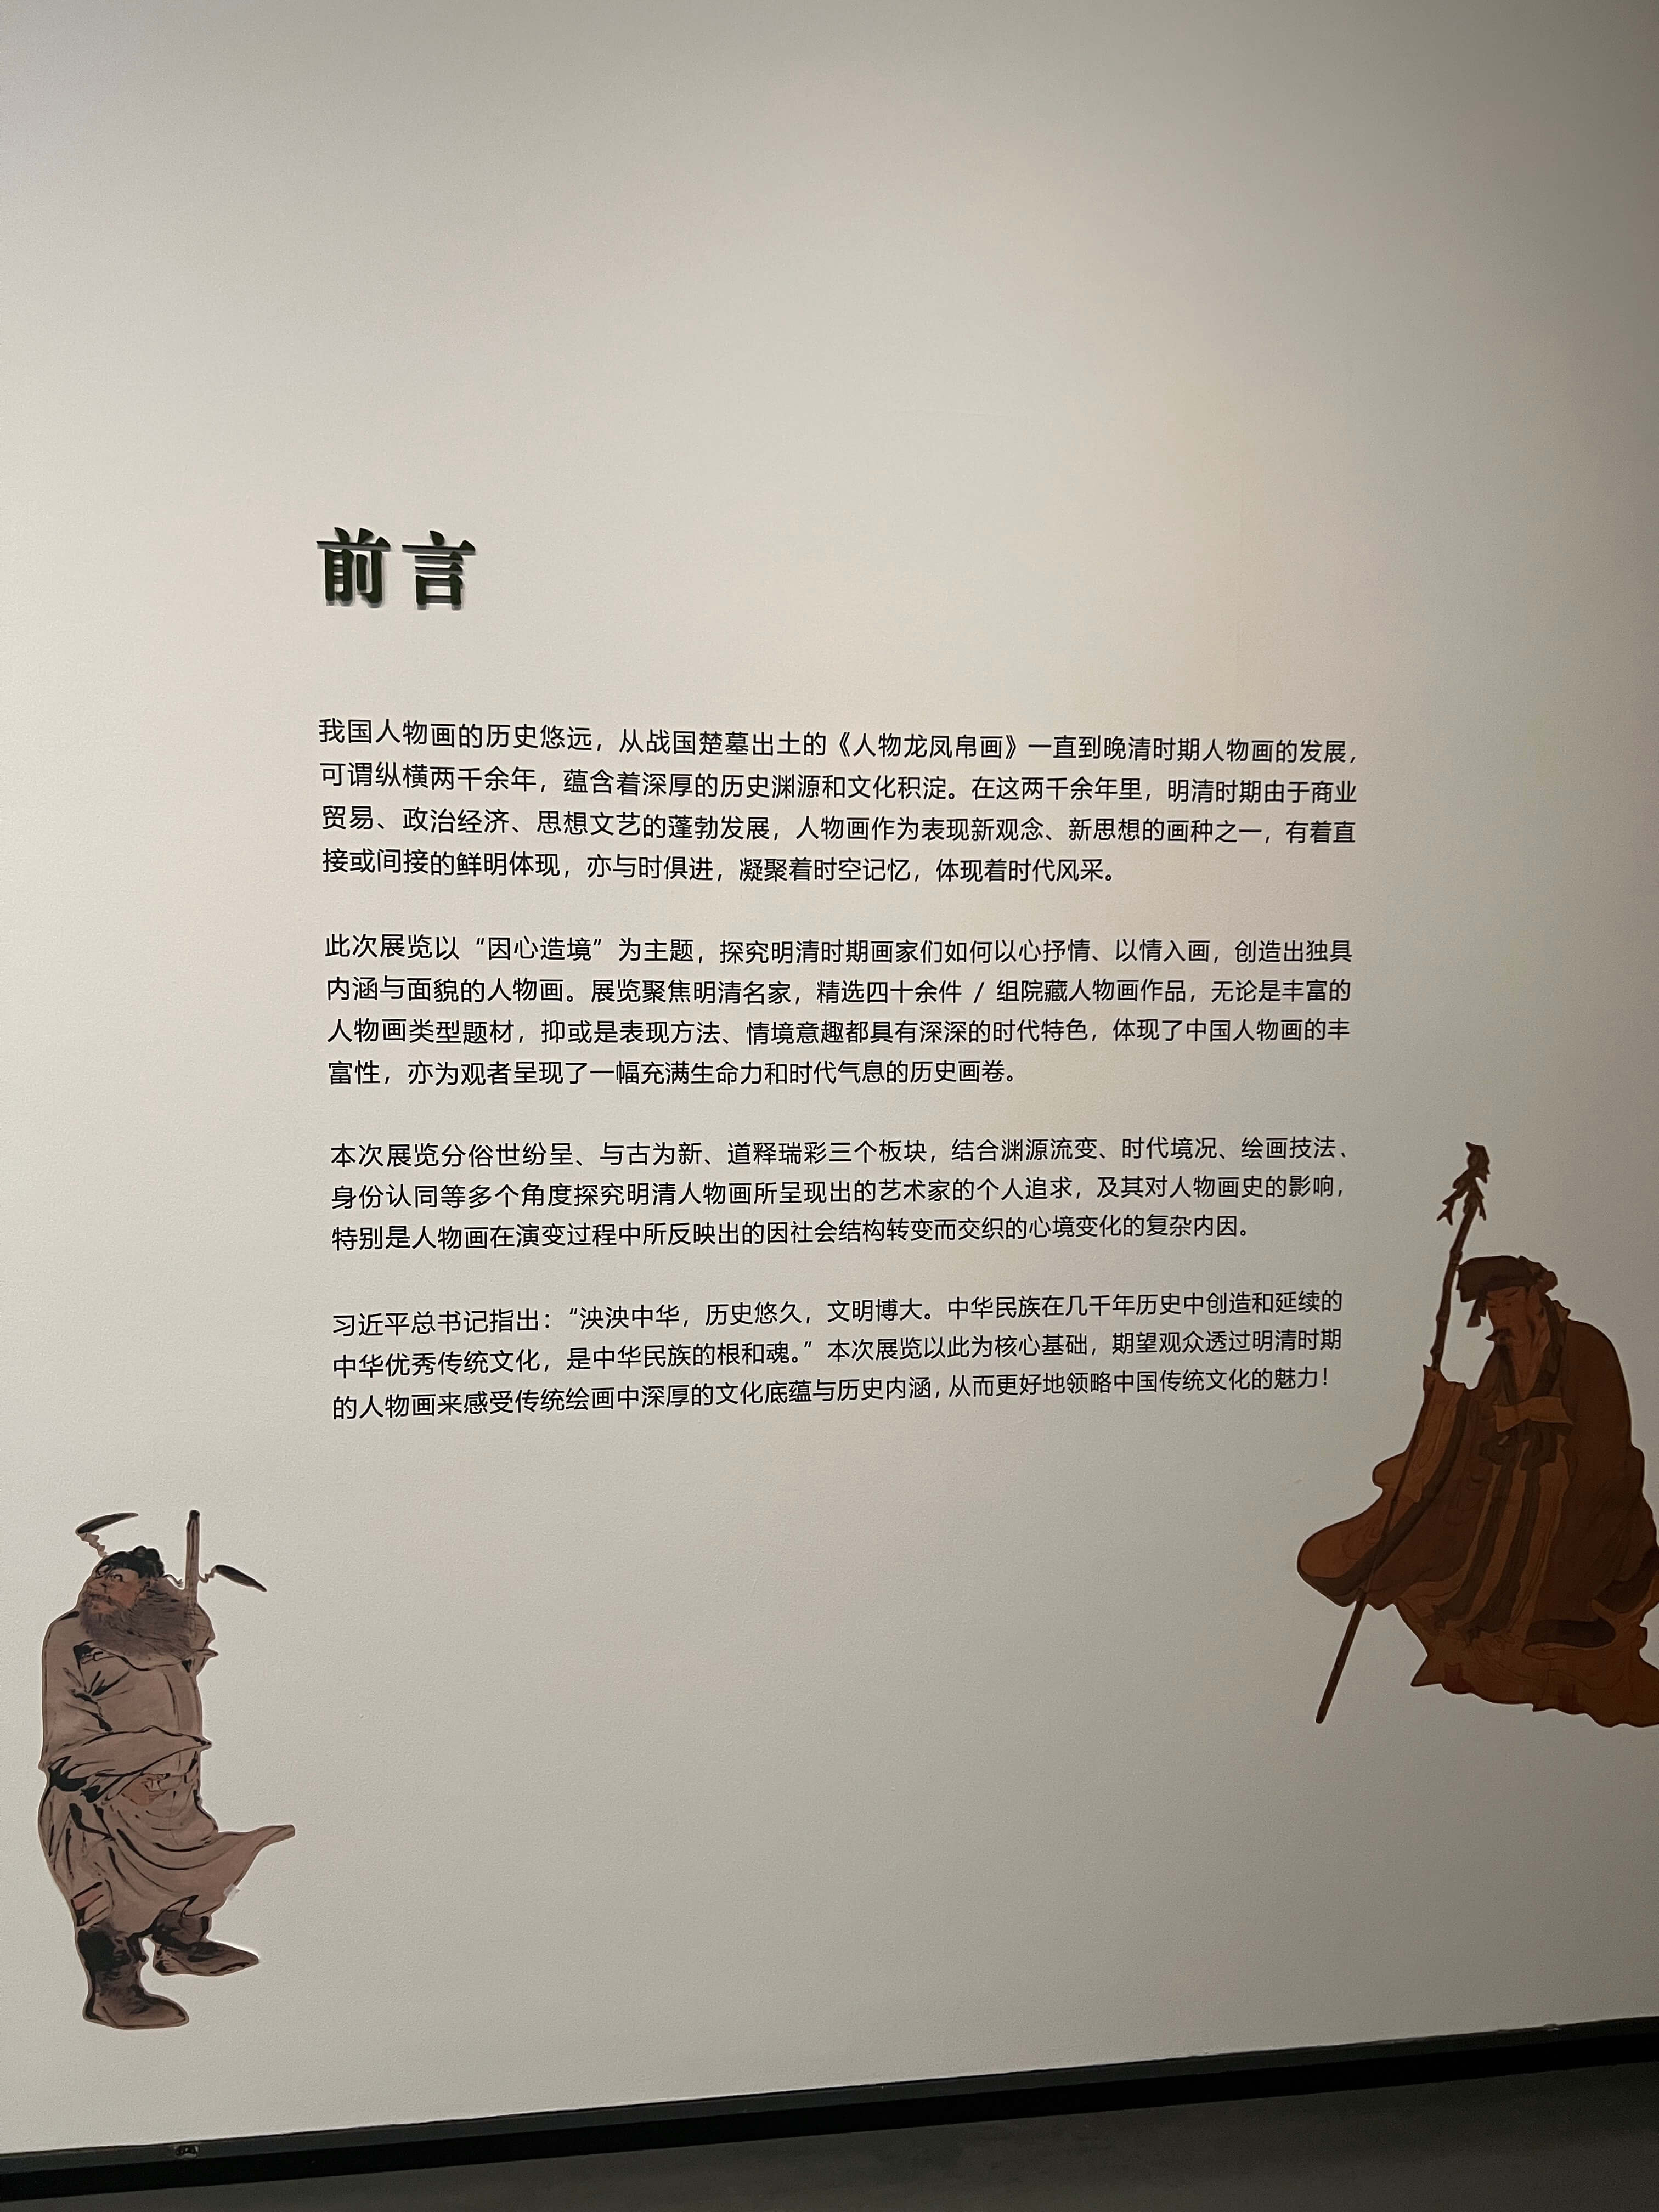 前言
我国人物画的历史悠远，从战国楚墓出土的《人物龙凤帛画》一直到晚清时期人物画的发展，
可谓纵横两千余年，蕴含着深厚的历史渊源和文化积淀。在这两千余年里，明清时期由于商业
贸易、政治经济、思想文艺的蓬勃发展，人物画作为表现新观念、新思想的画种之一，有着直
接或间接的鲜明体现，亦与时俱进，凝聚着时空记忆，体现着时代风采。
此次展览以“因心造境”为主题，探究明清时期画家们如何以心抒情、以情入画，创造出独具
内涵与面貌的人物画。展览聚焦明清名家，精选四十余件 / 组院藏人物画作品，无论是丰富的
人物画类型题材，抑或是表现方法、情境意趣都具有深深的时代特色，体现了中国人物画的丰
富性，亦为观者呈现了一幅充满生命力和时代气息的历史画卷。
本次展览分俗世纷呈、与古为新、道释瑞彩三个板块，结合渊源流变、时代境况、绘画技法、
身份认同等多个角度探究明清人物画所呈现出的艺术家的个人追求，及其对人物画史的影响，
特别是人物画在演变过程中所反映出的因社会结构转变而交织的心境变化的复杂内因。
习近平总书记指出：“泱泱中华，历史悠久，文明博大。中华民族在几千年历史中创造和延续的
中华优秀传统文化，是中华民族的根和魂。”本次展览以此为核心基础，期望观众透过明清时期
的人物画来感受传统绘画中深厚的文化底蕴与历史内涵，从而更好地领略中国传统文化的魅力！